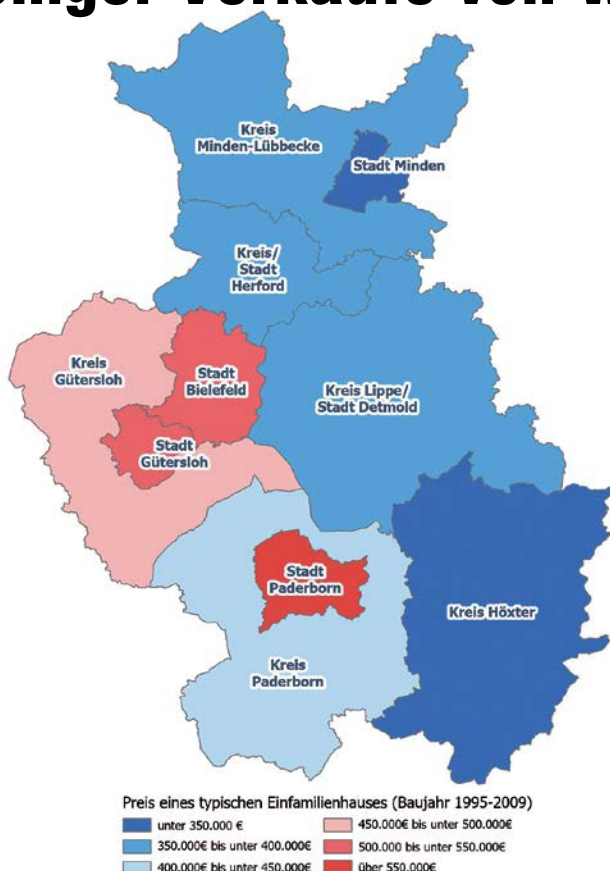 Verkäufe von
Kreis
Minden-Lübbecke
Stadt Minden
Kreis/
Stadt
Herford
Kreis
Gütersloh
Stadt
Bielefeld
Kreis Lippe/
Stadt Detmold
Stadt
Gütersloh
Stadt
Paderborn
Kreis Höxter
Kreis
Paderborn
Preis eines typischen Einfamilienhauses (Baujahr 1995-2009)
unter 350.000 €
450.000€ bis unter 500.000€
350.000€ bis unter 400.000€
500.000 bis unter 550.000€
400.000€ bis unter 450.000€
über 550.000€